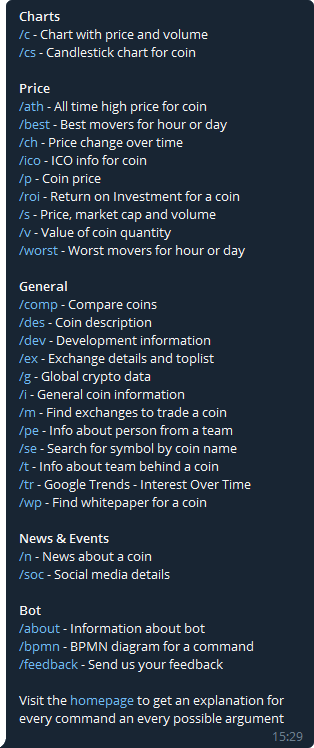 Charts
/c - Chart with price and volume
/cs - Candlestick chart for coin
Price
/ath - All time high price for coin
/best - Best movers for hour or day
/ch - Price change over time
/ico - ICO info for coin
/p - Coin price
/roi - Return on Investment for a coin
/s - Price, market cap and volume
/v - Value of coin quantity
/worst - Worst movers for hour or day
General
/comp - Compare coins
/des - Coin description
/dev - Development information
/ex - Exchange details and toplist
/g - Global crypto data
/i - General coin information
/m - Find exchanges to trade a coin
/pe - Info about person from a team
/se - Search for symbol by coin name
/t - Info about team behind a coin
/tr - Google Trends - Interest Over Time
/wp - Find whitepaper for a coin
News & Events
/n - News about a coin
/soc - Social media details
Bot
/about - Information about bot
/bpmn - BPMN diagram for a command
/feedback - Send us your feedback
Visit the homepage to get an explanation for
every command an every possible argument
15:29